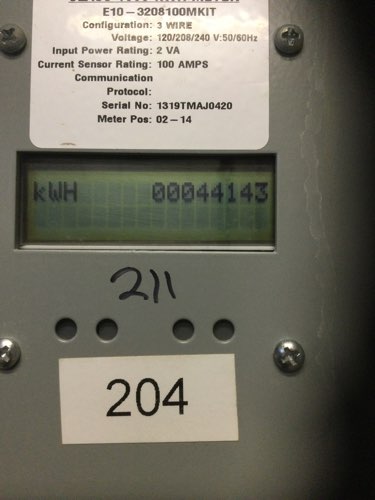 E10-3208100MKIT
Configuration: 3 WIRE
Voltage: 120/208/240 V:50/60Hz
Input Power Rating: 2 VA
Current Sensor Rating: 100 AMPS
Communication
Protocol:
Serial No: 1319TMAJ0420
Meter Pos: 02-14
kWH 00044143
211
204